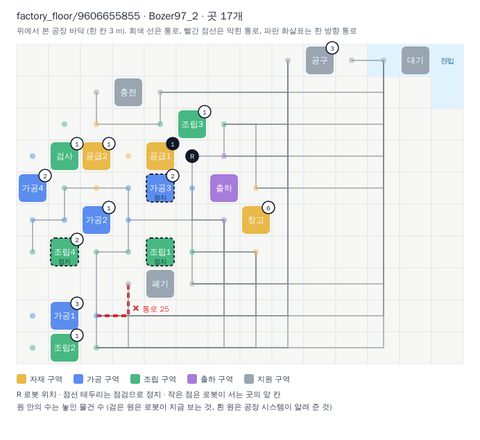 factory_floor/9606655855 · Bozer97_2 · 곳 17개
위에서 본 공장 바닥 (한 칸 3 m). 회색 선은 통로, 빨간 점선은 막힌 통로, 파란 화살표는 한 방향 통로
공구 3
대기
전립
충전
조립3 1
검사 1
공급2 1
공급1 1
R
가공4 2
가공3 2
정지
출하
가공2 1
창고 6
조립4 2
정지
조립1
정지
폐기
가공1 3
✕ 통로 25
조립2 1
자재 구역
가공 구역
조립 구역
출하 구역
지원 구역
R 로봇 위치 · 점선 테두리는 점검으로 정지 · 작은 점은 로봇이 서는 곳의 앞 칸
원 안의 수는 놓인 물건 수 (검은 원은 로봇이 지금 보는 것, 흰 원은 공장 시스템이 알려 준 것)